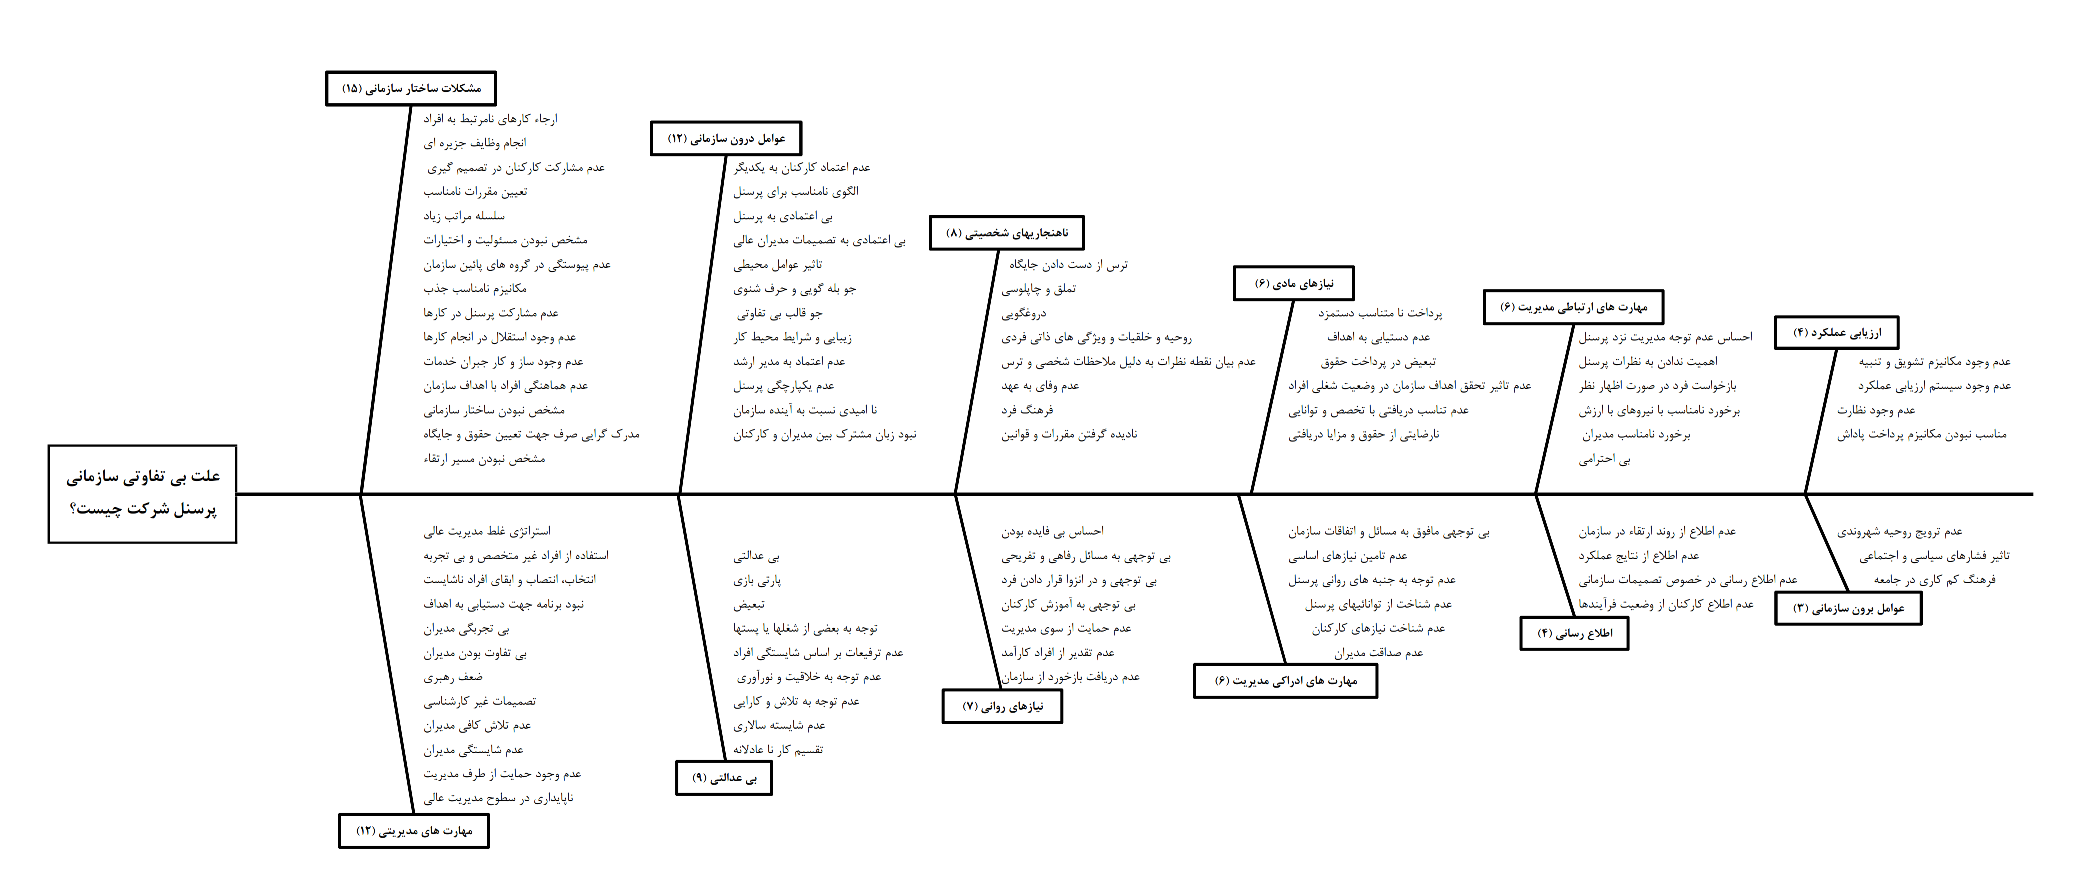 علت بی تفاوتی سازمانی
پرسنل شرکت چیست؟
مشکلات ساختار سازمانی (۱۵)
ارجاء کارهای نامرتبط به افراد
انجام وظایف جزیره ای
عدم مشارکت کارکنان در تصمیم گیری
تعیین مقررات نامناسب
سلسله مراتب زیاد
مشخص نبودن مسئولیت و اختیارات
عدم پیوستگی در گروه های پائین سازمان
مکانیزم نامناسب جذب
عدم مشارکت پرسنل در کارها
عدم وجود استقلال در انجام کارها
عدم وجود ساز و کار جبران خدمات
عدم هماهنگی افراد با اهداف سازمان
مشخص نبودن ساختار سازمانی
مدرک گرایی صرف جهت تعیین حقوق و جایگاه
مشخص نبودن مسیر ارتقاء
عوامل درون سازمانی (۱۲)
عدم اعتماد کارکنان به یکدیگر
الگوی نامناسب برای پرسنل
بی اعتمادی به پرسنل
بی اعتمادی به تصمیمات مدیران عالی
تاثیر عوامل محیطی
جو بله گویی و حرف شنوی
جو قالب بی تفاوتی
زیبایی و شرایط محیط کار
عدم اعتماد به مدیر ارشد
عدم یکپارچگی پرسنل
نا امیدی نسبت به آینده سازمان
نبود زبان مشترک بین مدیران و کارکنان
ناهنجاریهای شخصیتی (۸)
ترس از دست دادن جایگاه
تملق و چاپلوسی
دروغگویی
روحیه و خلقیات و ویژگی های ذاتی فردی
عدم بیان نقطه نظرات به دلیل ملاحظات شخصی و ترس
عدم وفای به عهد
فرهنگ فرد
نادیده گرفتن مقررات و قوانین
نیازهای مادی (۶)
پرداخت نا متناسب دستمزد
عدم دستیابی به اهداف
تبعیض در پرداخت حقوق
عدم تاثیر تحقق اهداف سازمان در وضعیت شغلی افراد
عدم تناسب دریافتی با تخصص و توانایی
نارضایتی از حقوق و مزایا دریافتی
مهارت های ارتباطی مدیریت (۶)
احساس عدم توجه مدیریت نزد پرسنل
اهمیت ندادن به نظرات پرسنل
بازخواست فرد در صورت اظهار نظر
برخورد نامناسب با نیروهای با ارزش
برخورد نامناسب مدیران
بی احترامی
ارزیابی عملکرد (۴)
عدم وجود مکانیزم تشویق و تنبیه
عدم وجود سیستم ارزیابی عملکرد
عدم وجود نظارت
مناسب نبودن مکانیزم پرداخت پاداش
استراتژی غلط مدیریت عالی
استفاده از افراد غیر متخصص و بی تجربه
انتخاب، انتصاب و ابقای افراد ناشایست
نبود برنامه جهت دستیابی به اهداف
بی تجربگی مدیران
بی تفاوت بودن مدیران
ضعف رهبری
تصمیمات غیر کارشناسی
عدم تلاش کافی مدیران
عدم شایستگی مدیران
عدم وجود حمایت از طرف مدیریت
ناپایداری در سطوح مدیریت عالی
مهارت های مدیریتی (۱۲)
بی عدالتی
پارتی بازی
تبعیض
توجه به بعضی از شغلها یا پستها
عدم ترفیعات بر اساس شایستگی افراد
عدم توجه به خلاقیت و نورآوری
عدم توجه به تلاش و کارایی
عدم شایسته سالاری
تقسیم کار نا عادلانه
بی عدالتی (۹)
احساس بی فایده بودن
بی توجهی به مسائل رفاهی و تفریحی
بی توجهی و در انزوا قرار دادن فرد
بی توجهی به آموزش کارکنان
عدم حمایت از سوی مدیریت
عدم تقدیر از افراد کارآمد
عدم دریافت بازخورد از سازمان
نیازهای روانی (۷)
بی توجهی مافوق به مسائل و اتفاقات سازمان
عدم تامین نیازهای اساسی
عدم توجه به جنبه های روانی پرسنل
عدم شناخت از توانائیهای پرسنل
عدم شناخت نیازهای کارکنان
عدم صداقت مدیران
مهارت های ادراکی مدیریت (۶)
عدم اطلاع از روند ارتقاء در سازمان
عدم اطلاع از نتایج عملکرد
عدم اطلاع رسانی در خصوص تصمیمات سازمانی
عدم اطلاع کارکنان از وضعیت فرآیندها
اطلاع رسانی (۴)
عدم ترویج روحیه شهروندی
تاثیر فشارهای سیاسی و اجتماعی
فرهنگ کم کاری در جامعه
عوامل برون سازمانی (۳)